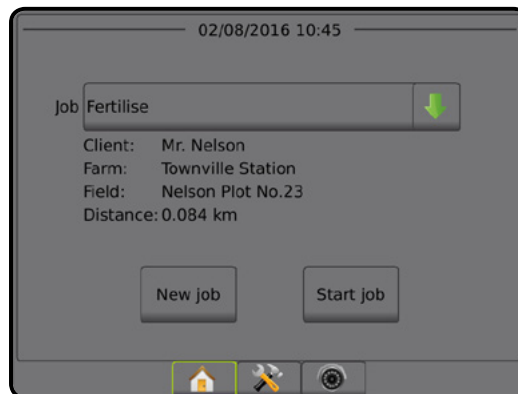 02/08/2016 10:45
Job Fertilise
Client: Mr. Nelson
Farm: Townville Station
Field: Nelson Plot No.23
Distance: 0.084 km
New job Start job